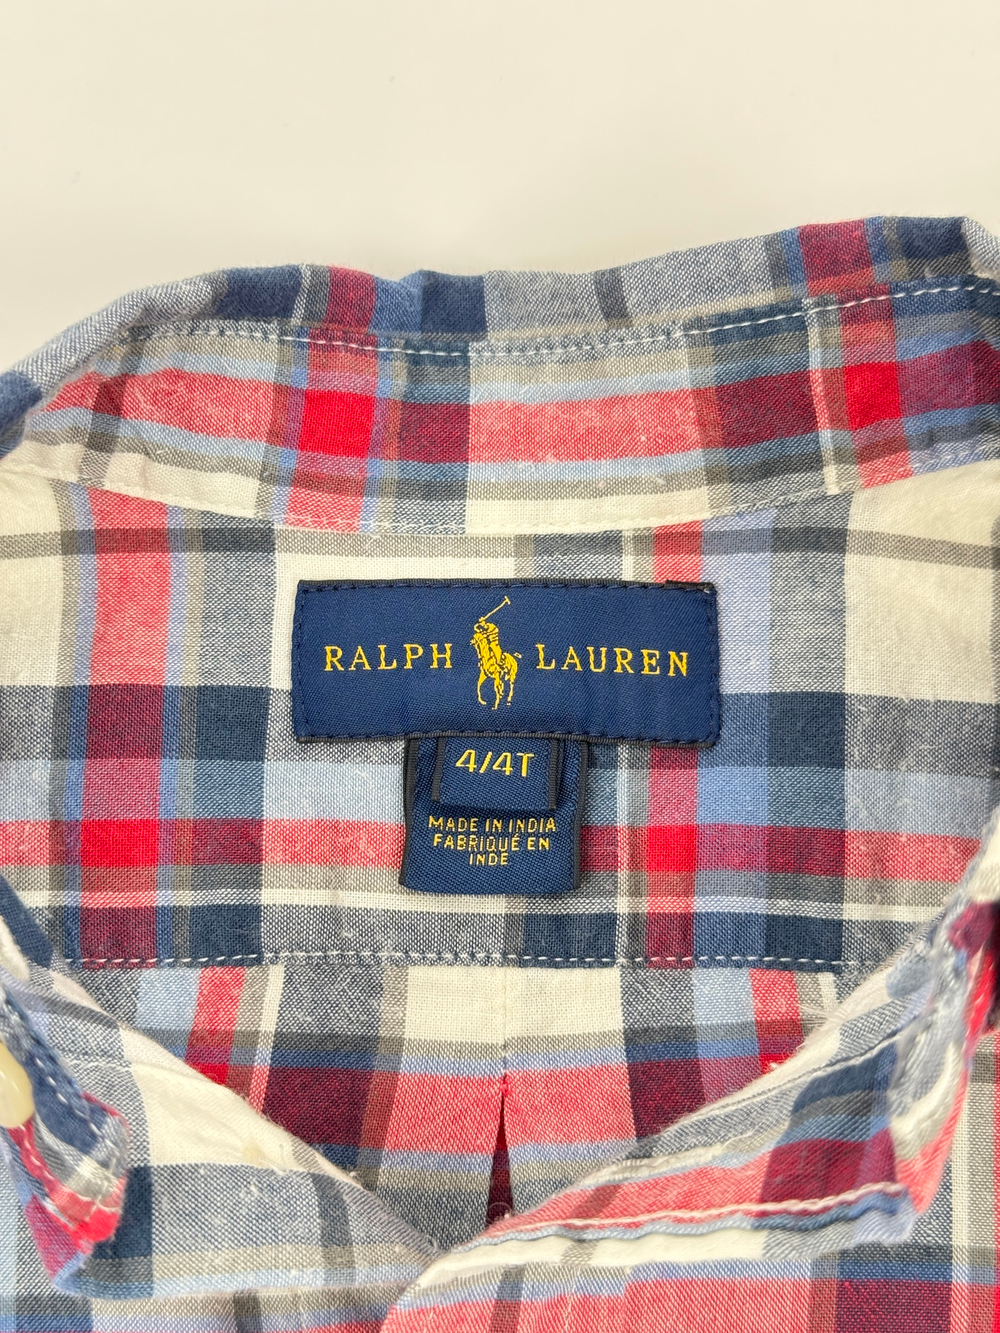 RALPH LAUREN
4/4T
MADE IN INDIA
FABRIQUÉ EN
INDE